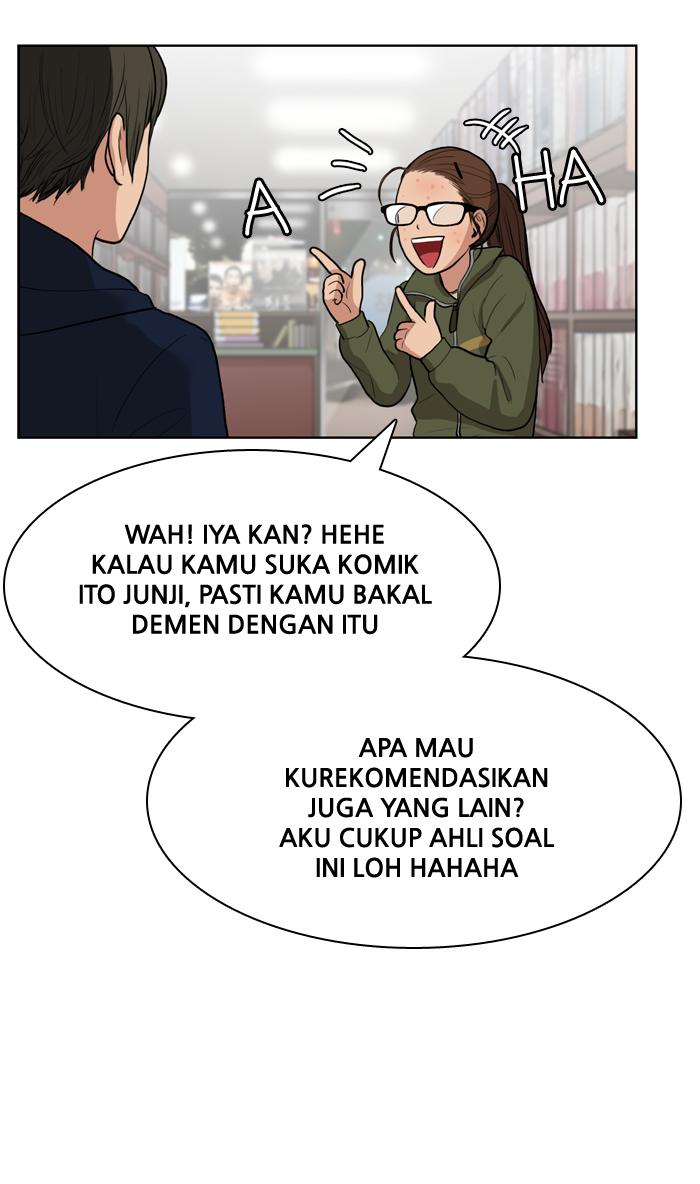 A HA
WAH! IYA KAN? HEHE
KALAU KAMU SUKA KOMIK
ITO JUNJI, PASTI KAMU BAKAL
DEMEN DENGAN ITU
APA MAU
KUREKOMENDASIKAN
JUGA YANG LAIN?
AKU CUKUP AHLI SOAL
INI LOH HAHAHA